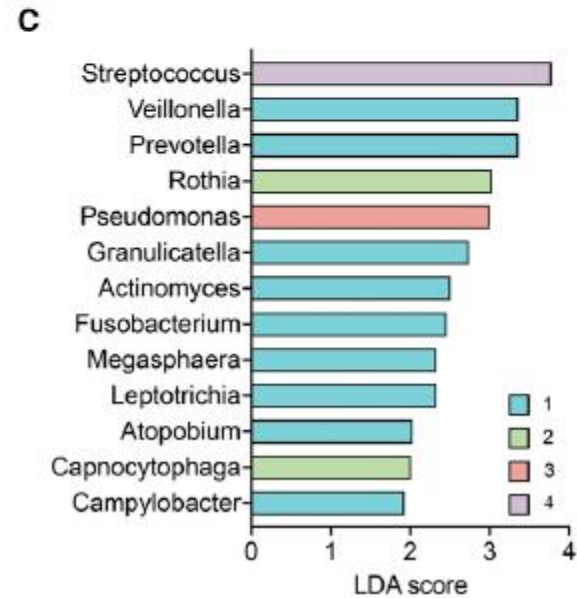 C
Streptococcus
Veillonella
Prevotella
Rothia
Pseudomonas
Granulicatella
Actinomyces
Fusobacterium
Megasphaera
Leptotrichia
Atopobium
Capnocytophaga
Campylobacter
1
2
3
4
0 1 2 3 4
LDA score